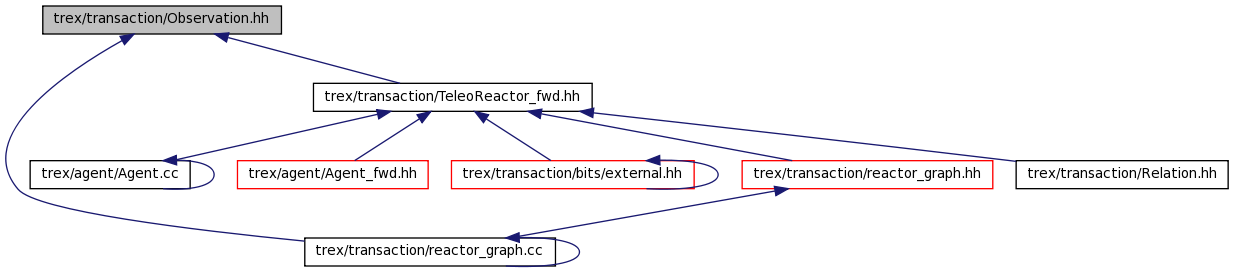 trex/transaction/Observation.hh
trex/transaction/TeleoReactor_fwd.hh
trex/agent/Agent.cc
trex/agent/Agent_fwd.hh
trex/transaction/bits/external.hh
trex/transaction/reactor_graph.hh
trex/transaction/Relation.hh
trex/transaction/reactor_graph.cc